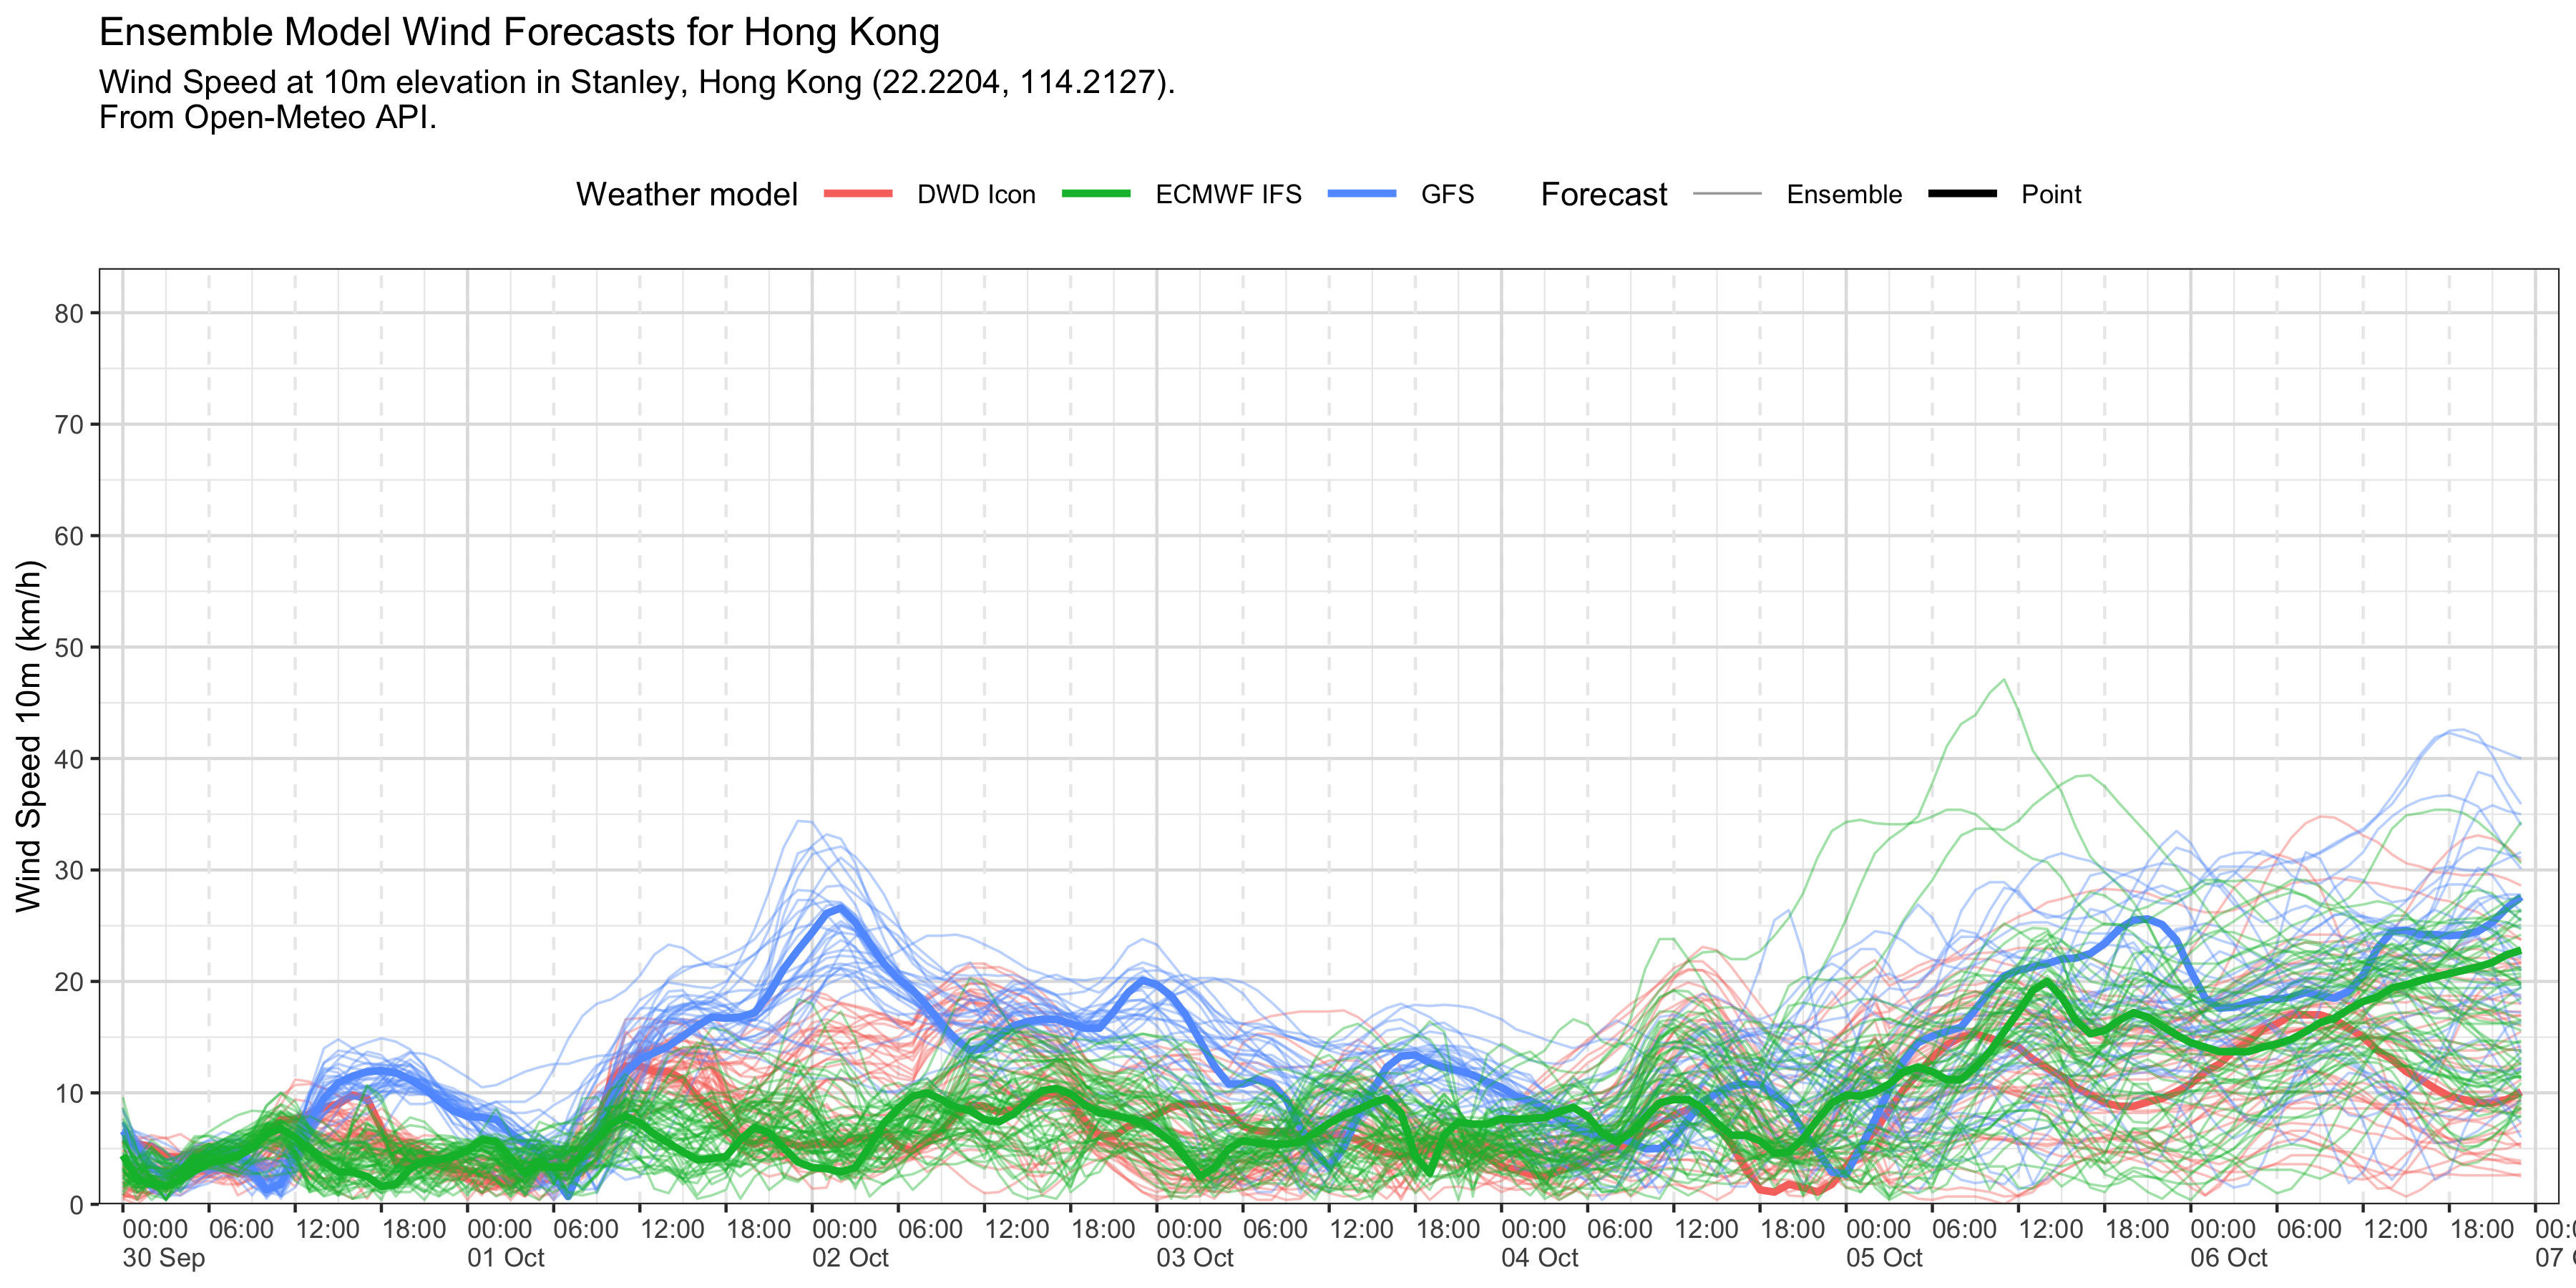 Ensemble Model Wind Forecasts for Hong Kong
Wind Speed at 10m elevation in Stanley, Hong Kong (22.2204, 114.2127).
From Open-Meteo API.
Weather model DWD Icon ECMWF IFS GFS Forecast Ensemble Point
Wind Speed 10m (km/h)
80
70
60
50
40
30
20
10
0
00:00 06:00 12:00 18:00 00:00 06:00 12:00 18:00 00:00 06:00 12:00 18:00 00:00 06:00 12:00 18:00 00:00 06:00 12:00 18:00 00:00 06:00 12:00 18:00 00:00 06:00 12:00 18:00 00:
30 Sep 01 Oct 02 Oct 03 Oct 04 Oct 05 Oct 06 Oct 07